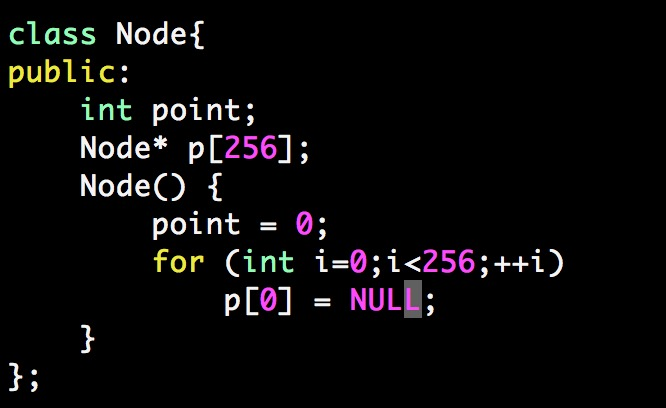 class Node{
public:
    int point;
    Node* p[256];
    Node() {
        point = 0;
        for (int i=0;i<256;++i)
            p[0] = NULL;
    }
};